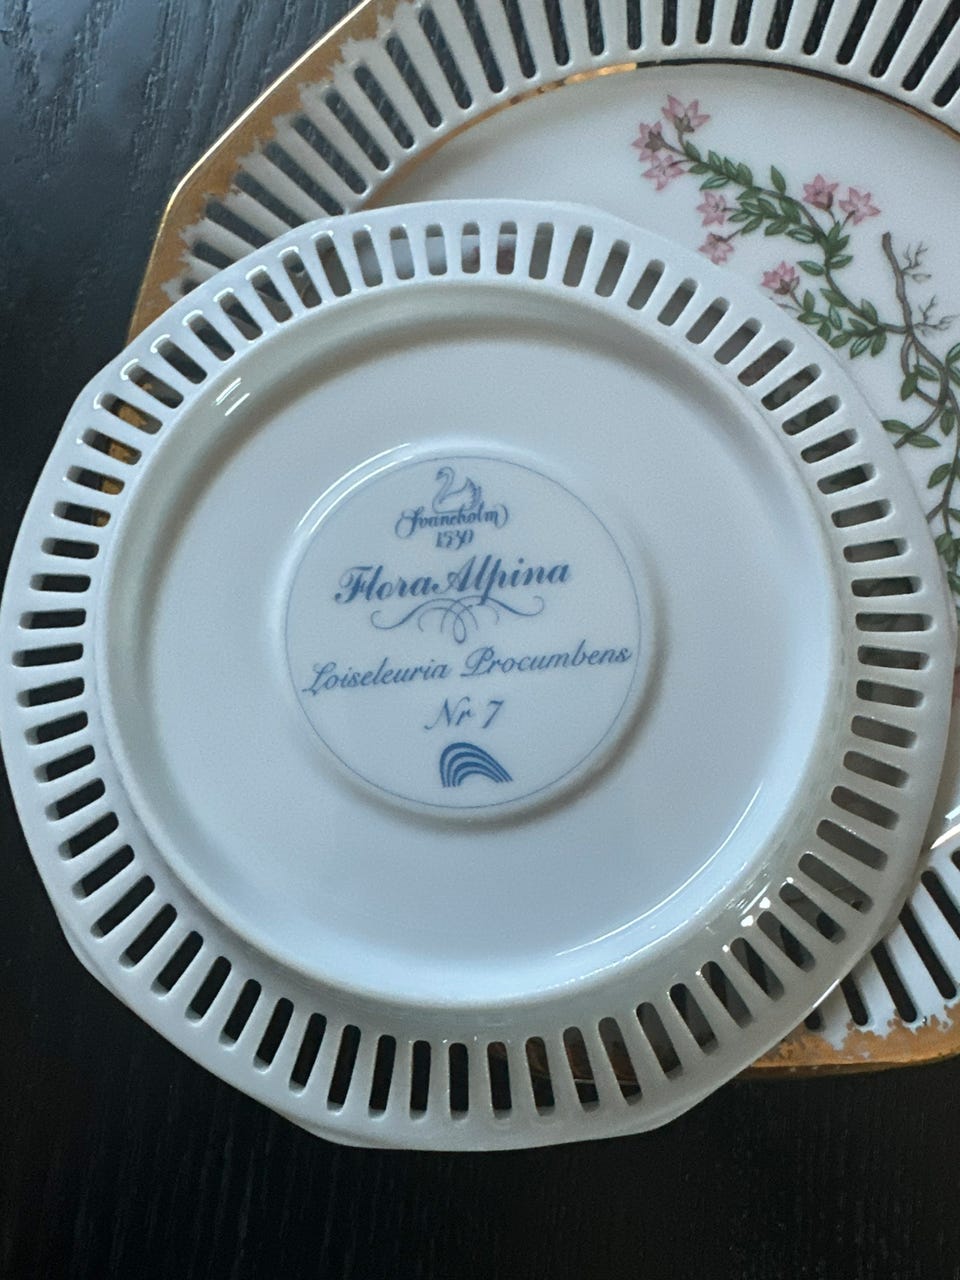 Svaneholm
1530
Flora Alpina
Loiseleuria Procumbens
Nr 7